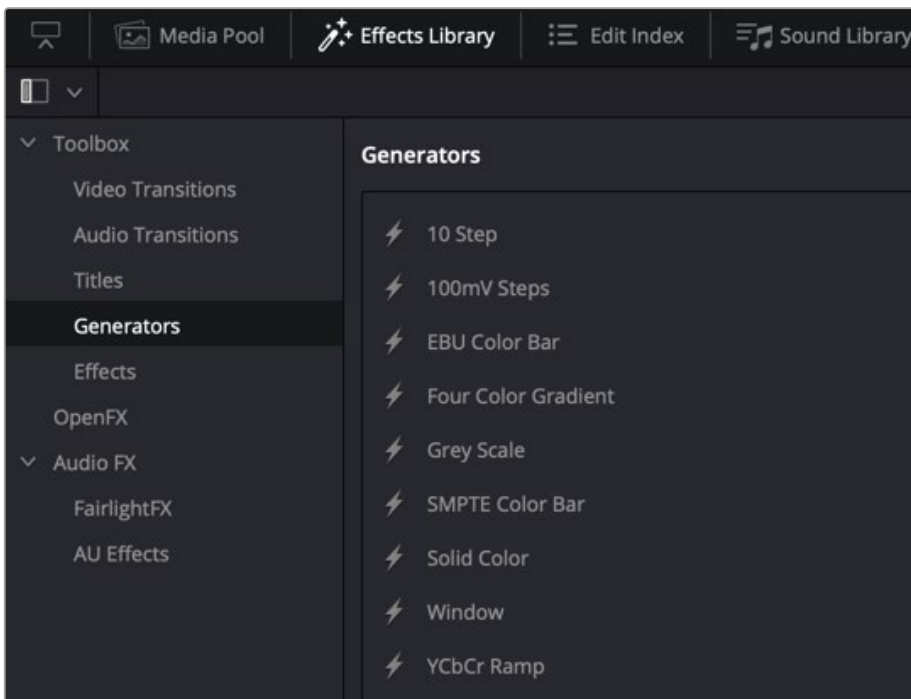 Media Pool
Effects Library
Edit Index
Sound Library
Toolbox
Video Transitions
Audio Transitions
Titles
Generators
Effects
OpenFX
Audio FX
FairlightFX
AU Effects
Generators
10 Step
100mV Steps
EBU Color Bar
Four Color Gradient
Grey Scale
SMPTE Color Bar
Solid Color
Window
YCbCr Ramp